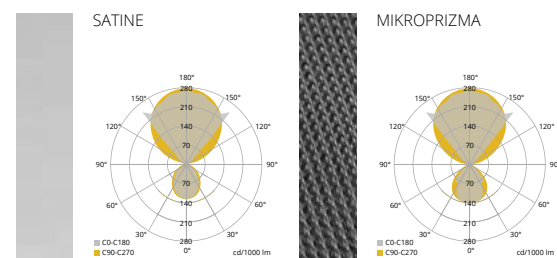 SATINE
180°
150° 280 150°
210
120° 140 120°
70
90° 90°
70
60° 140 60°
210
30° 280 30°
0°
C0-C180
C90-C270
cd/1000 lm
MIKROPRIZMA
180°
150° 280 150°
210
120° 140 120°
70
90° 90°
70
60° 140 60°
210
30° 280 30°
0°
C0-C180
C90-C270
cd/1000 lm